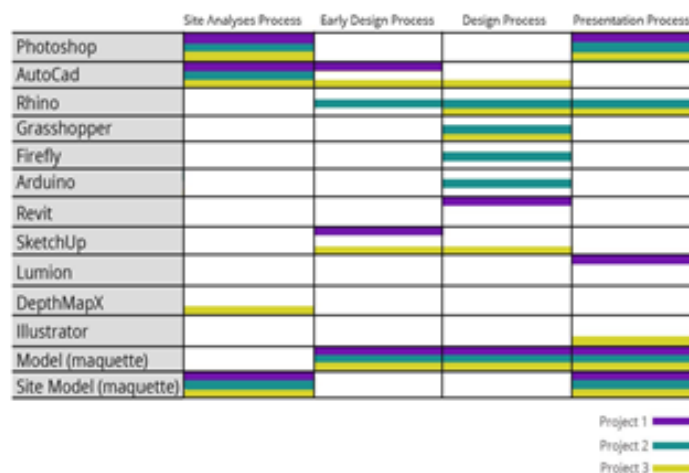 Site Analyses Process Early Design Process Design Process Presentation Process
Photoshop
AutoCad
Rhino
Grasshopper
Firefly
Arduino
Revit
SketchUp
Lumion
DepthMapX
Illustrator
Model (maquette)
Site Model (maquette)
Project 1
Project 2
Project 3